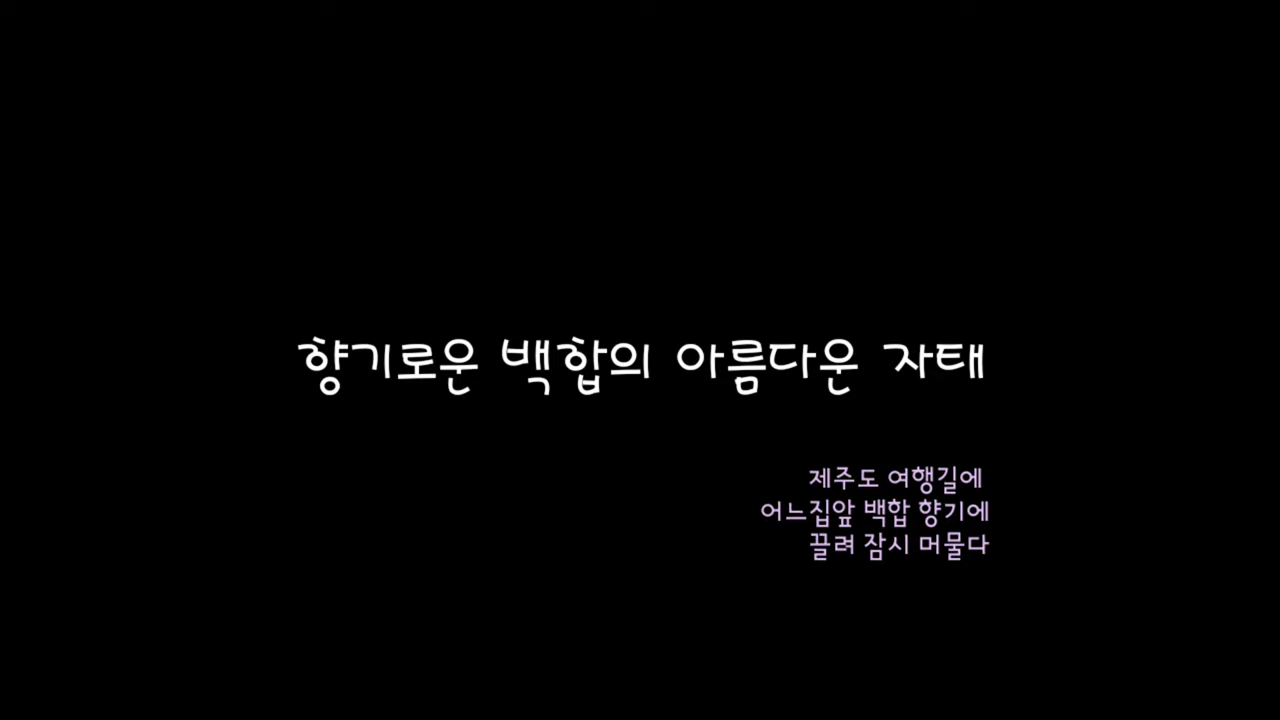 향기로운 백합의 아름다운 자태
제주도 여행길에
어느집앞 백합 향기에
끌려 잠시 머물다